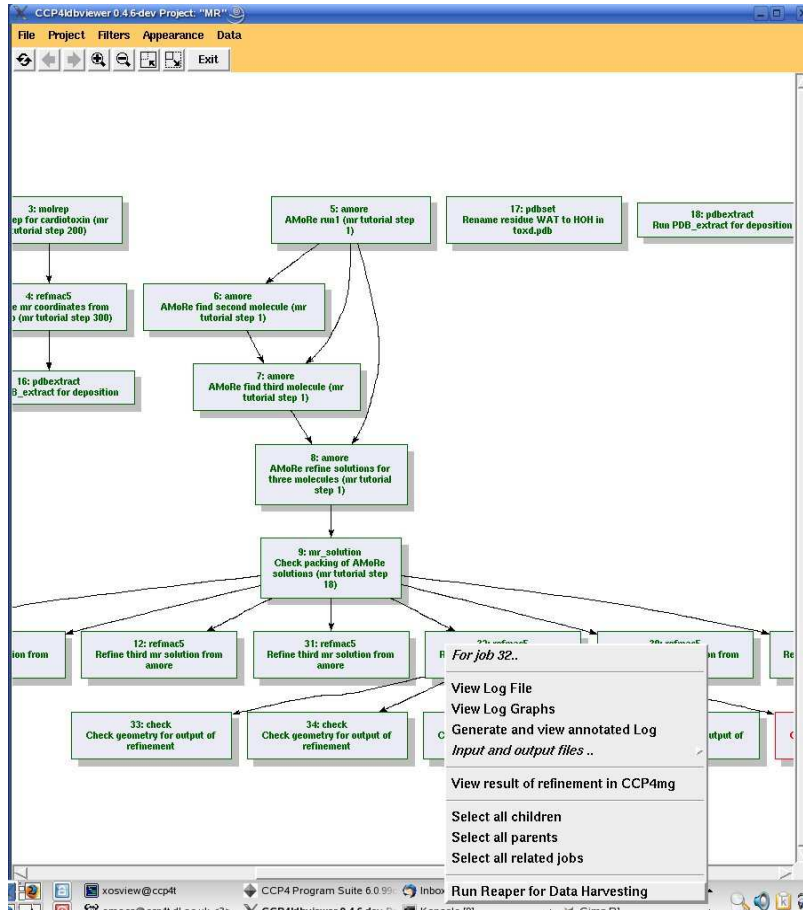 CCP4ldbviewer 0.4.6-dev Project: "MR"
File Project Filters Appearance Data
Exit
3: molrep
ep for cardiotoxin (mr
tutorial step 200)
5: amore
AMoRe run1 (mr tutorial step
1)
17: pdbset
Rename residue WAT to HOH in
toxd.pdb
18: pdbextract
Run PDB_extract for deposition
4: refmac5
e mr coordinates from
(mr tutorial step 300)
6: amore
AMoRe find second molecule (mr
tutorial step 1)
7: amore
AMoRe find third molecule (mr
tutorial step 1)
16: pdbextract
B_extract for deposition
8: amore
AMoRe refine solutions for
three molecules (mr tutorial
step 1)
9: mr_solution
Check packing of AMoRe
solutions (mr tutorial step
18)
ion from
12: refmac5
Refine third mr solution from
amore
31: refmac5
Refine third mr solution from
amore
32: refmac5
on from
Re
33: check
Check geometry for output of
refinement
34: check
Check geometry for output of
refinement
utput of
For job 32..
View Log File
View Log Graphs
Generate and view annotated Log
Input and output files ..
View result of refinement in CCP4mg
Select all children
Select all parents
Select all related jobs
Run Reaper for Data Harvesting
xosview@ccp4t
CCP4 Program Suite 6.0.99
Inbo
CCP4ldbviewer 0.4.6-dev